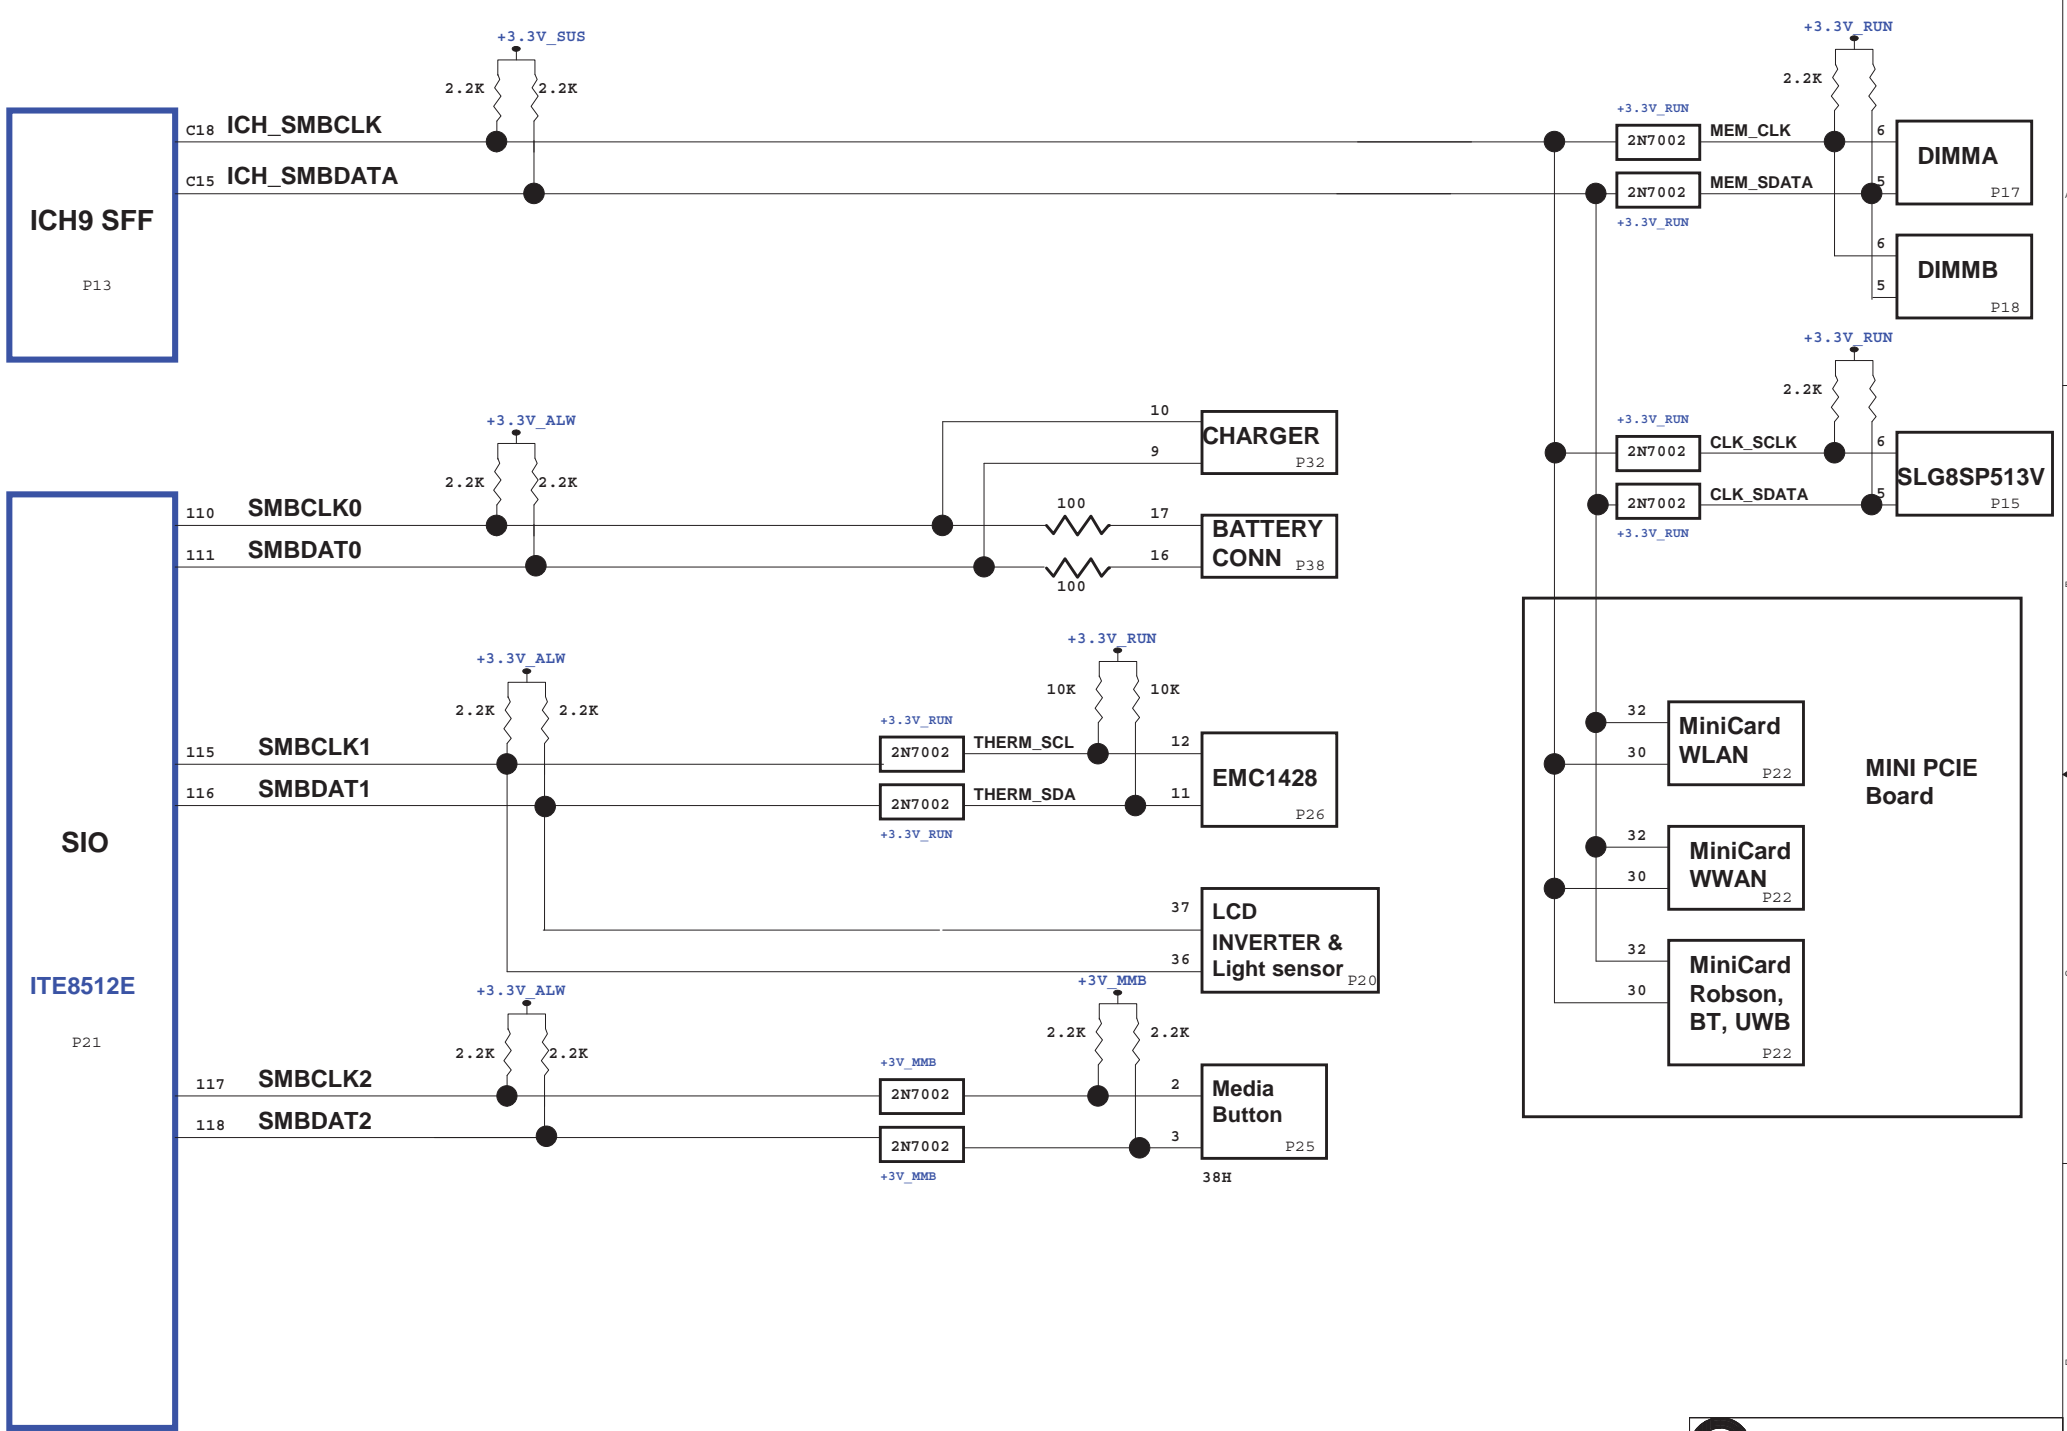 +3.3V_SUS
2.2K
2.2K
ICH9 SFF
P13
C18 ICH_SMBCLK
C15 ICH_SMBDATA
+3.3V_RUN
2.2K
+3.3V_RUN
2N7002
MEM_CLK
6
2N7002
MEM_SDATA
5
+3.3V_RUN
DIMMA
P17
6
5
DIMMB
P18
+3.3V_RUN
2.2K
+3.3V_RUN
2N7002
CLK_SCLK
6
2N7002
CLK_SDATA
5
+3.3V_RUN
SLG8SP513V
P15
SIO
ITE8512E
P21
+3.3V_ALW
2.2K
2.2K
110 SMBCLK0
111 SMBDAT0
10
9
CHARGER
P32
100
17
16
100
BATTERY
CONN
P38
+3.3V_ALW
2.2K
2.2K
115 SMBCLK1
116 SMBDAT1
+3.3V_RUN
10K
10K
+3.3V_RUN
2N7002
THERM_SCL
12
2N7002
THERM_SDA
11
+3.3V_RUN
EMC1428
P26
37
36
LCD
INVERTER &
Light sensor
P20
+3.3V_ALW
2.2K
2.2K
117 SMBCLK2
118 SMBDAT2
+3V_MMB
2.2K
2.2K
+3V_MMB
2N7002
2
2N7002
3
+3V_MMB
Media
Button
P25
38H
32
30
MiniCard
WLAN
P22
MINI PCIE
Board
32
30
MiniCard
WWAN
P22
32
30
MiniCard
Robson,
BT, UWB
P22